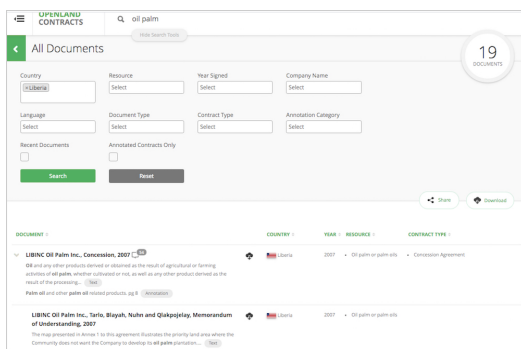 OPENLAND
CONTRACTS
oil palm
Hide Search Tools
All Documents
19
DOCUMENTS
Country
Resource
Year Signed
Company Name
×Liberia
Select
Select
Select
Language
Document Type
Contract Type
Annotation Category
Select
Select
Select
Select
Recent Documents
Annotated Contracts Only
Search
Reset
Share
Download
DOCUMENT
COUNTRY
YEAR
RESOURCE
CONTRACT TYPE
LIBINC Oil Palm Inc., Concession, 2007
Liberia
2007
• Oil palm or palm oils
• Concession Agreement
Oil and any other products derived or obtained as the result of agricultural or farming
activities of oil palm, whether cultivated or not, as well as any other product derived as the
result of the processing... Text
Palm oil and other palm oil related products, pg 8 Annotation
LIBINC Oil Palm Inc., Tarlo, Blayah, Nuhn and Qiakpojelay, Memorandum
of Understanding, 2007
Liberia
2007
• Oil palm or palm oils
The map presented in Annex 1 to this agreement illustrates the priority land area where the
Community does not want the Company to develop its oil palm plantation.... Text